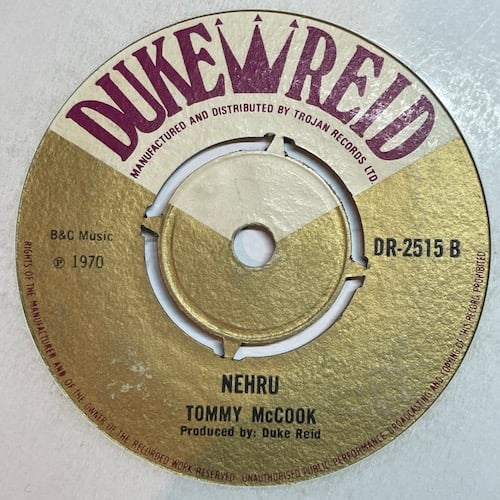 DUKE REID
MANUFACTURED AND DISTRIBUTED BY TROJAN RECORDS LTD
B&C Music
℗ 1970
DR-2515 B
NEHRU
TOMMY McCOOK
Produced by: Duke Reid
RIGHTS OF THE MANUFACTURER AND OF THE OWNER OF THE RECORDED WORK RESERVED · UNAUTHORISED PUBLIC PERFORMANCE, BROADCASTING AND COPYING OF THIS RECORD PROHIBITED